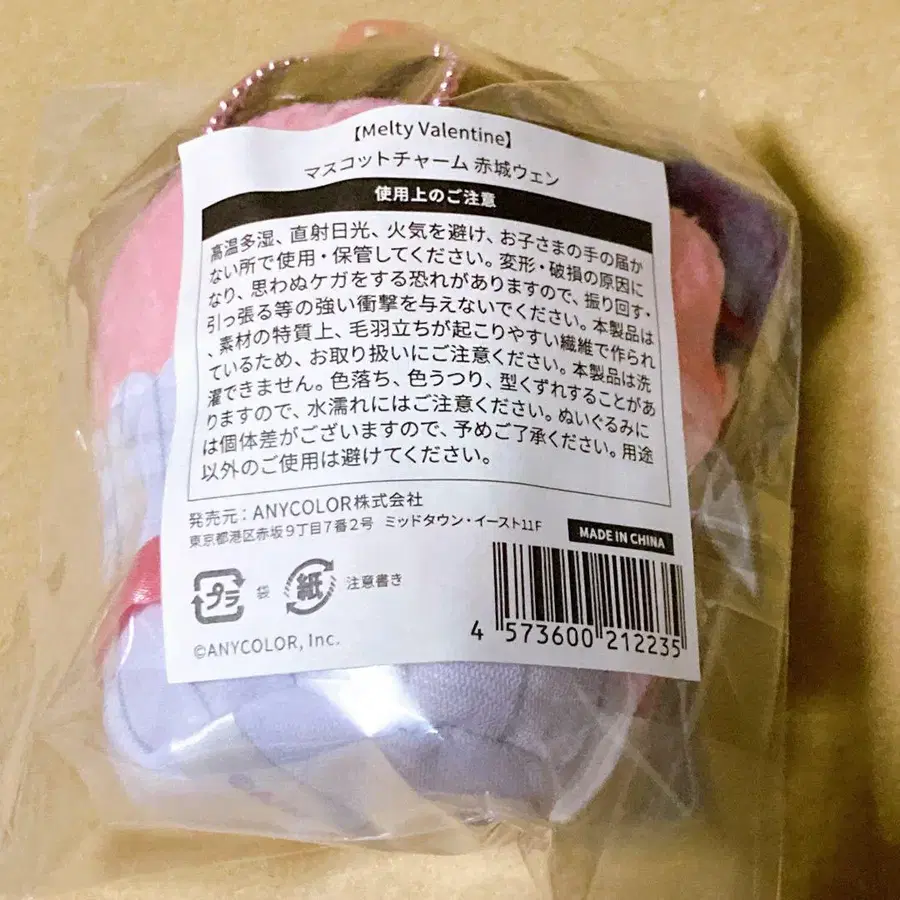 【Melty Valentine】
マスコットチャーム 赤城ウェン
使用上のご注意
高温多湿、直射日光、火気を避け、お子さまの手の届か
ない所で使用・保管してください。変形・破損の原因に
なり、思わぬケガをする恐れがありますので、振り回す・
引っ張る等の強い衝撃を与えないでください。本製品は
、素材の特質上、毛羽立ちが起こりやすい繊維で作られ
ているため、お取り扱いにご注意ください。本製品は洗
濯できません。色落ち、色うつり、型くずれすることがあ
りますので、水濡れにはご注意ください。ぬいぐるみに
は個体差がございますので、予めご了承ください。用途
以外のご使用は避けてください。
発売元：ANYCOLOR株式会社
東京都港区赤坂9丁目7番2号 ミッドタウン・イースト11F
MADE IN CHINA
プラ 袋 紙 注意書き
4 573600 212235
©ANYCOLOR, Inc.